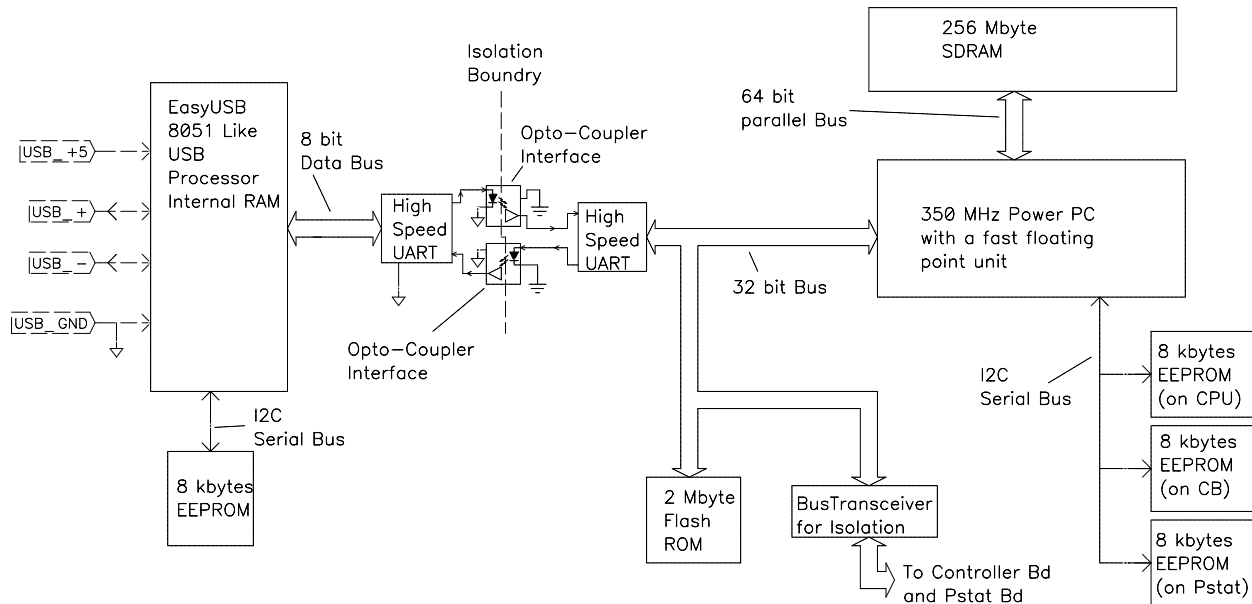 256 Mbyte
SDRAM
Isolation
Boundry
64 bit
parallel Bus
EasyUSB
8051 Like
USB
Processor
Internal RAM
8 bit
Data Bus
Opto-Coupler
Interface
USB_+5
USB_+
USB_-
USB_GND
High
Speed
UART
High
Speed
UART
350 MHz Power PC
with a fast floating
point unit
32 bit Bus
Opto-Coupler
Interface
I2C
Serial Bus
8 kbytes
EEPROM
I2C
Serial Bus
8 kbytes
EEPROM
(on CPU)
8 kbytes
EEPROM
(on CB)
8 kbytes
EEPROM
(on Pstat)
2 Mbyte
Flash
ROM
BusTransceiver
for Isolation
To Controller Bd
and Pstat Bd